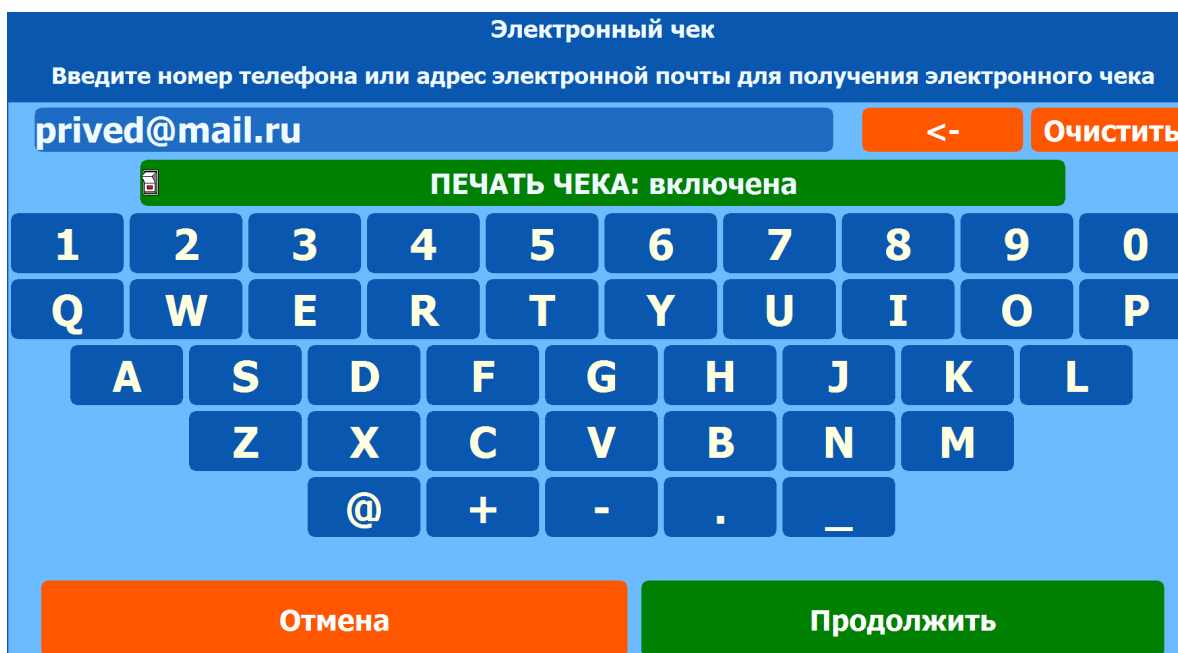 Электронный чек
Введите номер телефона или адрес электронной почты для получения электронного чека
prived@mail.ru <- Очистить
ПЕЧАТЬ ЧЕКА: включена
1 2 3 4 5 6 7 8 9 0
Q W E R T Y U I O P
A S D F G H J K L
Z X C V B N M
@ + - . _
Отмена Продолжить